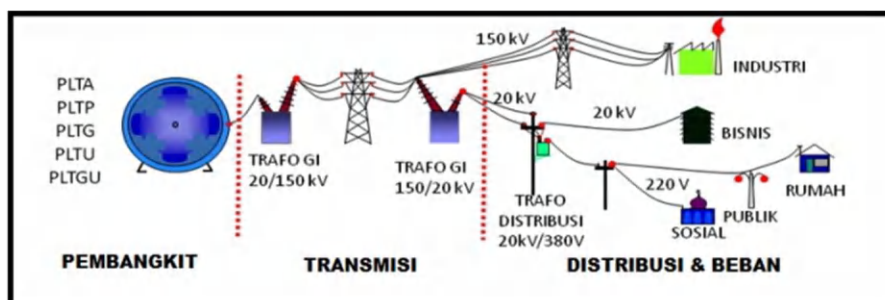 PLTA
PLTP
PLTG
PLTU
PLTGU
TRAFO GI
20/150 kV
TRAFO GI
150/20 kV
150 kV
INDUSTRI
20 kV
20 kV
BISNIS
TRAFO
DISTRIBUSI
20kV/380V
220 V
SOSIAL
PUBLIK
RUMAH
PEMBANGKIT
TRANSMISI
DISTRIBUSI & BEBAN